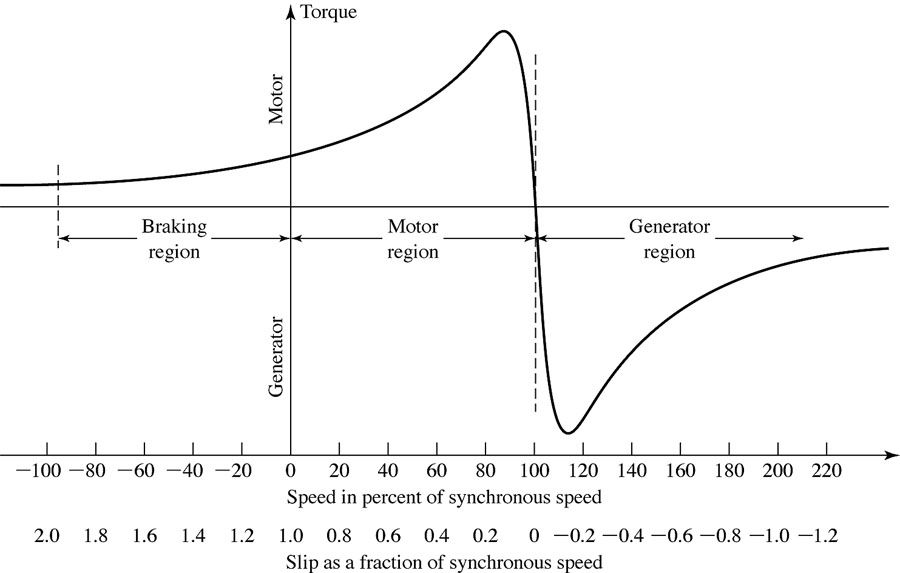 Torque
Motor
Braking
region
Motor
region
Generator
region
Generator
−100 −80 −60 −40 −20 0 20 40 60 80 100 120 140 160 180 200 220
Speed in percent of synchronous speed
2.0 1.8 1.6 1.4 1.2 1.0 0.8 0.6 0.4 0.2 0 −0.2 −0.4 −0.6 −0.8 −1.0 −1.2
Slip as a fraction of synchronous speed